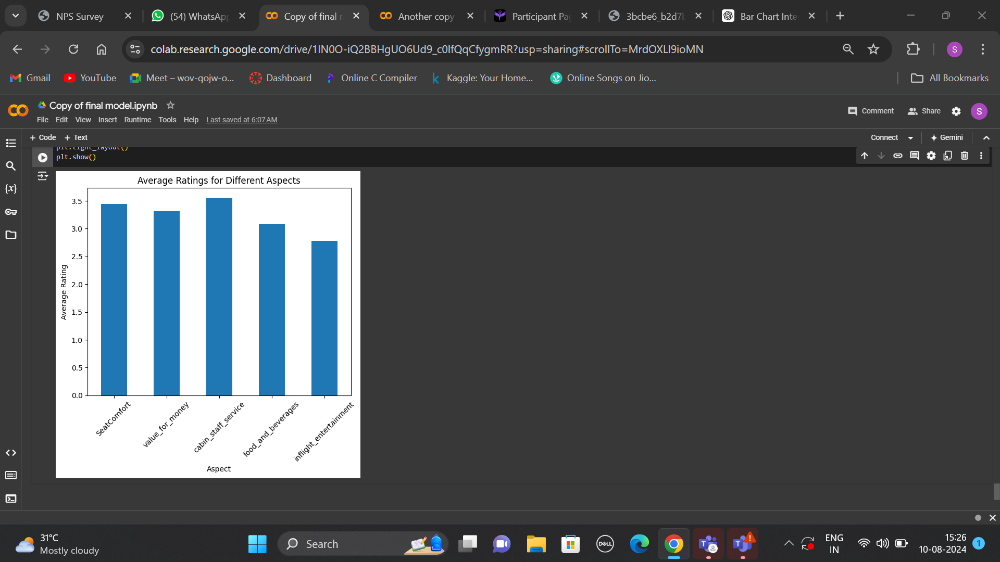 NPS Survey
(54) WhatsApp
Copy of final m
Another copy
Participant Pa
3bcbe6_b2d7
Bar Chart Inte
colab.research.google.com/drive/1IN0O-iQ2BBHgUO6Ud9_c0lfQqCfygmRR?usp=sharing#scrollTo=MrdOXLl9ioMN
S
Gmail
YouTube
Meet – wov-qojw-o...
Dashboard
Online C Compiler
Kaggle: Your Home...
Online Songs on Jio...
All Bookmarks
Copy of final model.ipynb
Comment
Share
S
File Edit View Insert Runtime Tools Help Last saved at 6:07 AM
+ Code + Text
Connect
Gemini
plt.tight_layout()
plt.show()
{x}
Average Ratings for Different Aspects
3.5
3.0
2.5
2.0
1.5
1.0
0.5
0.0
Average Rating
SeatComfort
value_for_money
cabin_staff_service
food_and_beverages
inflight_entertainment
Aspect
31°C
Mostly cloudy
Search
DELL
ENG
IN
15:26
10-08-2024
1